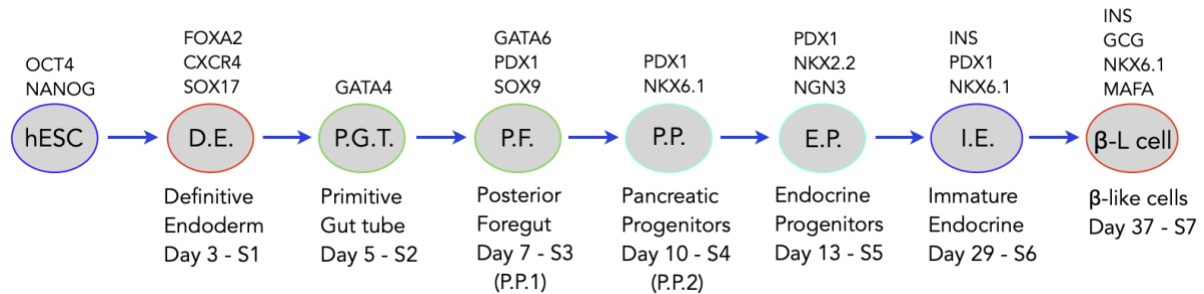 OCT4
NANOG
hESC
FOXA2
CXCR4
SOX17
D.E.
Definitive
Endoderm
Day 3 - S1
GATA4
P.G.T.
Primitive
Gut tube
Day 5 - S2
GATA6
PDX1
SOX9
P.F.
Posterior
Foregut
Day 7 - S3
(P.P.1)
PDX1
NKX6.1
P.P.
Pancreatic
Progenitors
Day 10 - S4
(P.P.2)
PDX1
NKX2.2
NGN3
E.P.
Endocrine
Progenitors
Day 13 - S5
INS
PDX1
NKX6.1
I.E.
Immature
Endocrine
Day 29 - S6
INS
GCG
NKX6.1
MAFA
β-L cell
β-like cells
Day 37 - S7